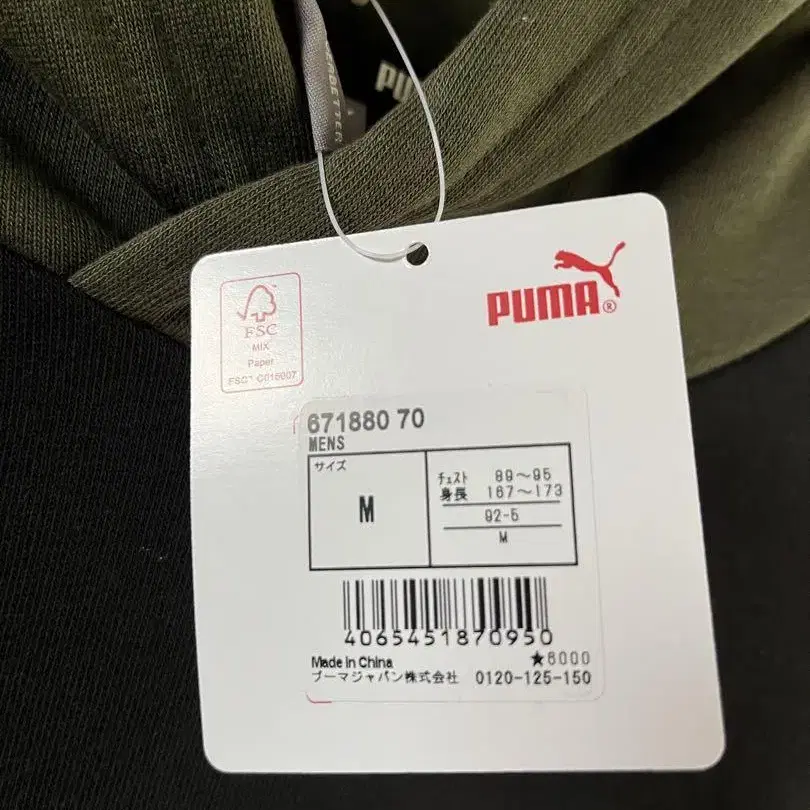 PUMA®
FSC
MIX
Paper
FSC® C015007
671880 70
MENS
サイズ
M
チェスト 89〜95
身長 167〜173
92-5
M
4065451870950
Made in China
★6000
プーマジャパン株式会社 0120-125-150